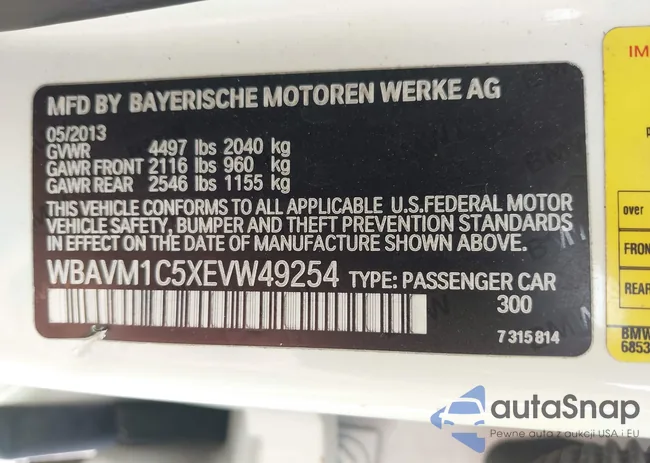 MFD BY BAYERISCHE MOTOREN WERKE AG
05/2013
GVWR 4497 lbs 2040 kg
GAWR FRONT 2116 lbs 960 kg
GAWR REAR 2546 lbs 1155 kg
THIS VEHICLE CONFORMS TO ALL APPLICABLE U.S.FEDERAL MOTOR
VEHICLE SAFETY, BUMPER AND THEFT PREVENTION STANDARDS
IN EFFECT ON THE DATE OF MANUFACTURE SHOWN ABOVE.
WBAVM1C5XEVW49254 TYPE: PASSENGER CAR
300
7 315 814
IM
over
FRON
REAR
BMW
6853
autoSnap
Pewne auta z aukcji USA i EU